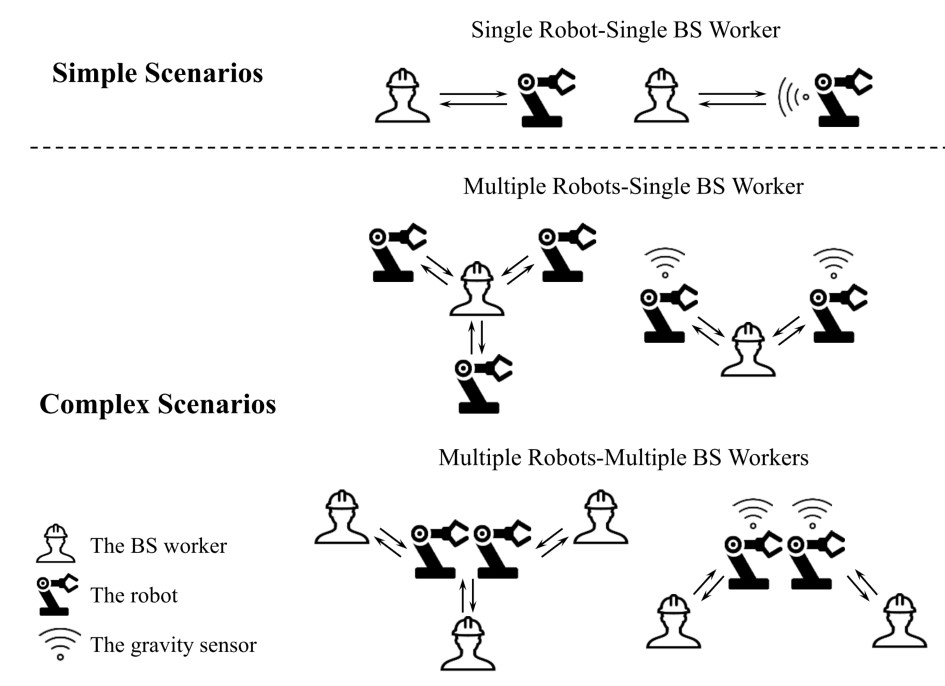 Single Robot-Single BS Worker
Simple Scenarios
Multiple Robots-Single BS Worker
Complex Scenarios
Multiple Robots-Multiple BS Workers
The BS worker
The robot
The gravity sensor